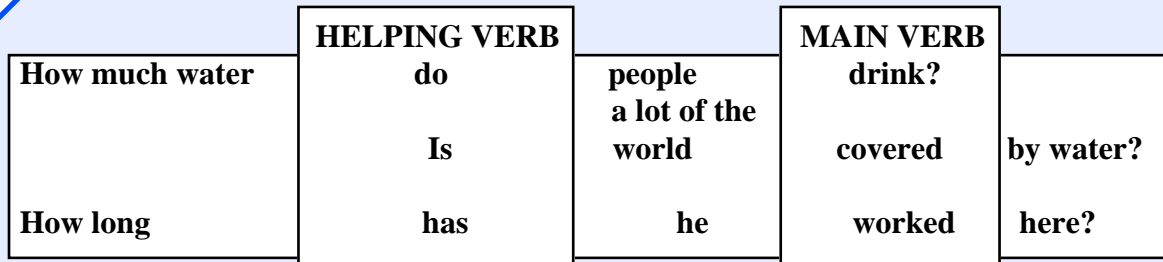 HELPING VERB MAIN VERB
How much water do people drink?
a lot of the
Is world covered by water?
How long has he worked here?